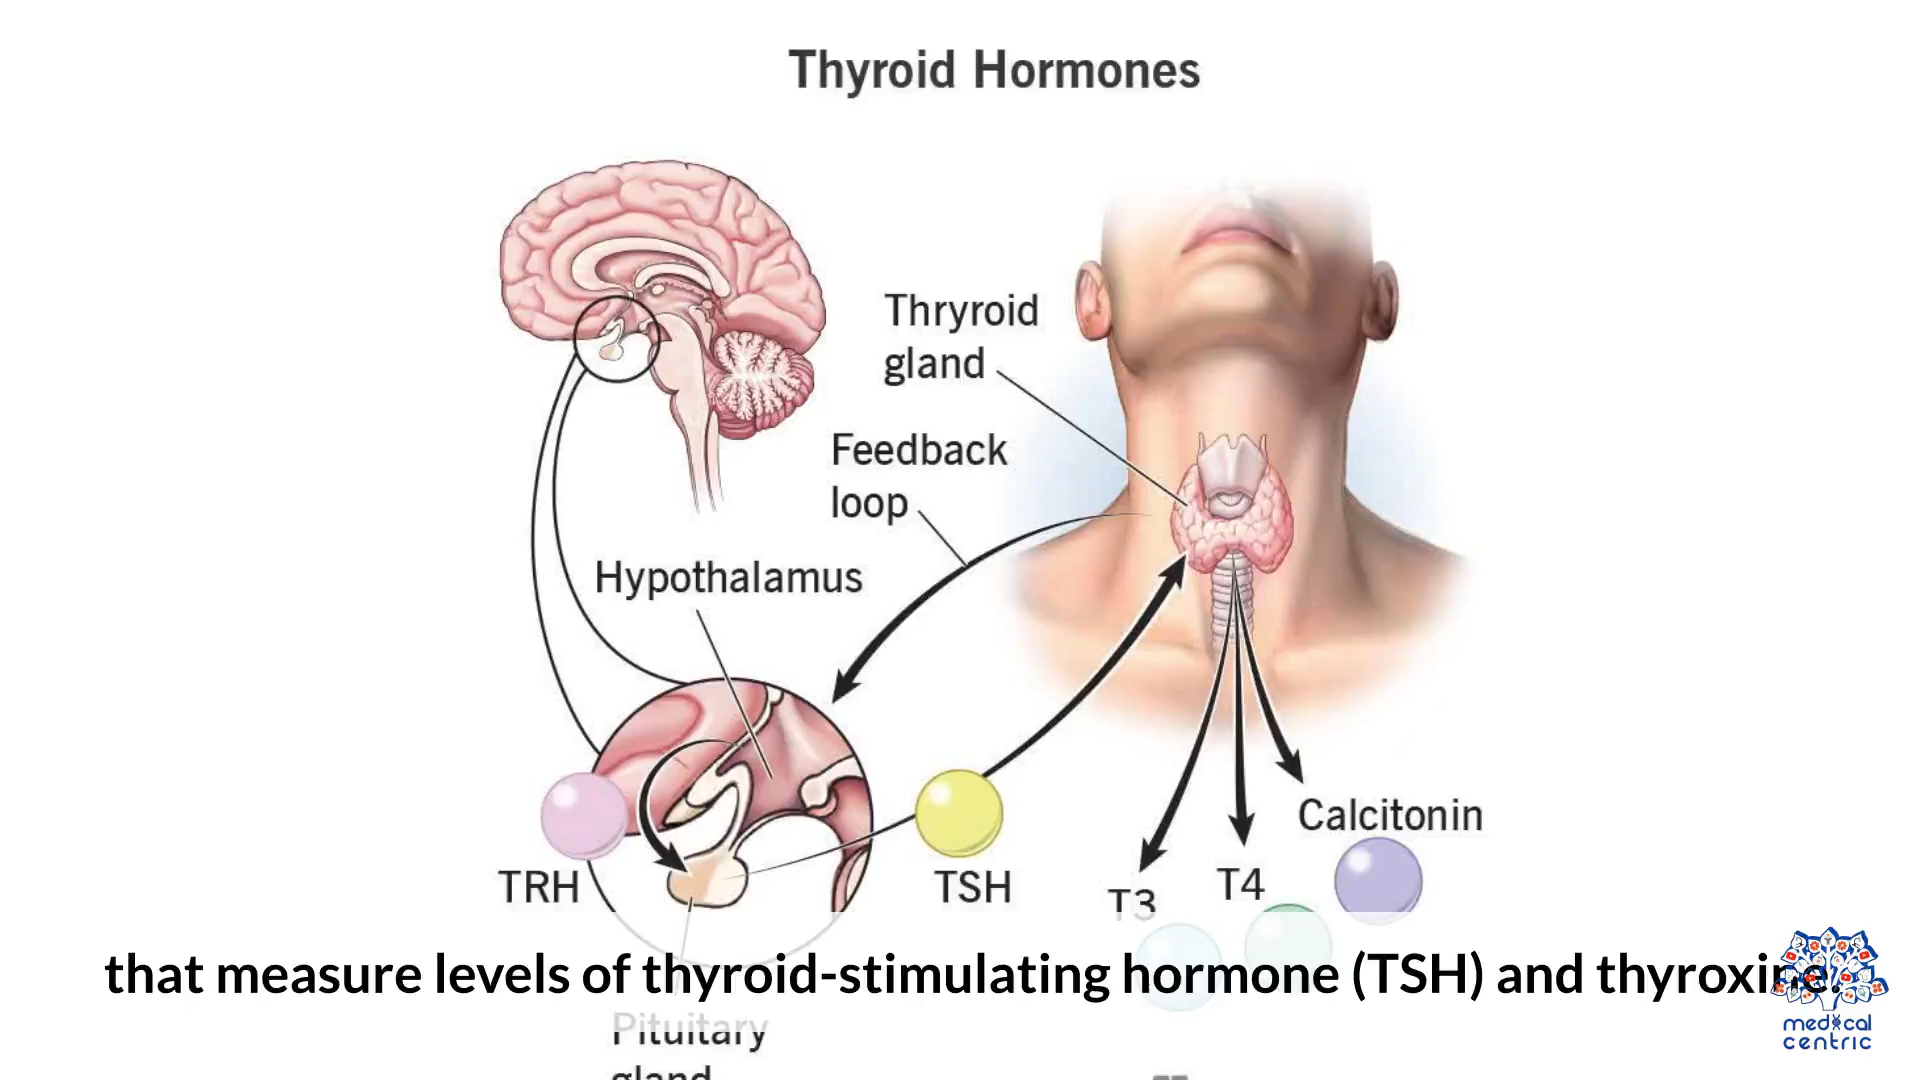 Thyroid Hormones
Thryroid
gland
Feedback
loop
Hypothalamus
Calcitonin
TRH
TSH
T3
T4
that measure levels of thyroid-stimulating hormone (TSH) and thyroxine.
Pituitary
gland
medical
centric